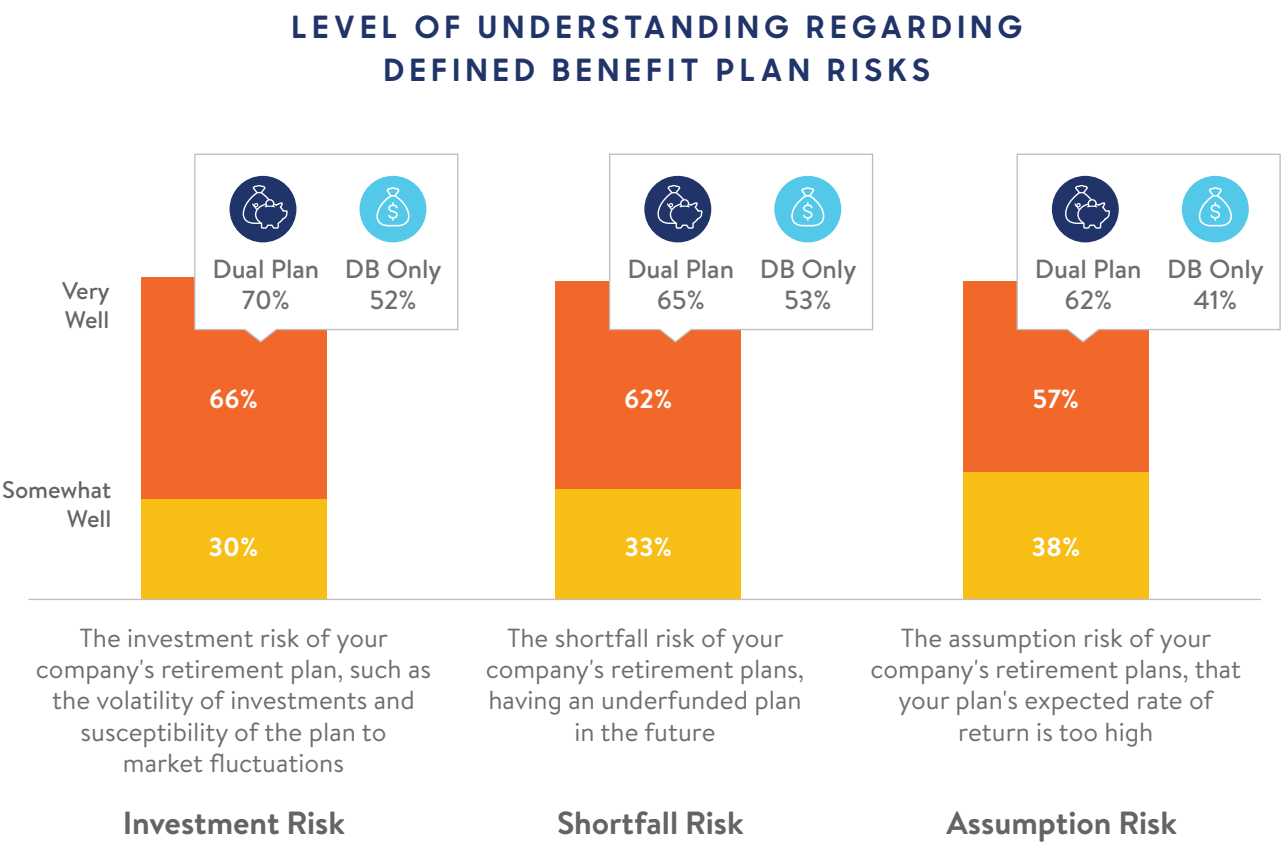 LEVEL OF UNDERSTANDING REGARDING
DEFINED BENEFIT PLAN RISKS
Dual Plan
70%
DB Only
52%
Dual Plan
65%
DB Only
53%
Dual Plan
62%
DB Only
41%
Very
Well
66%
62%
57%
Somewhat
Well
30%
33%
38%
The investment risk of your
company's retirement plan, such as
the volatility of investments and
susceptibility of the plan to
market fluctuations
Investment Risk
The shortfall risk of your
company's retirement plans,
having an underfunded plan
in the future
Shortfall Risk
The assumption risk of your
company's retirement plans, that
your plan's expected rate of
return is too high
Assumption Risk